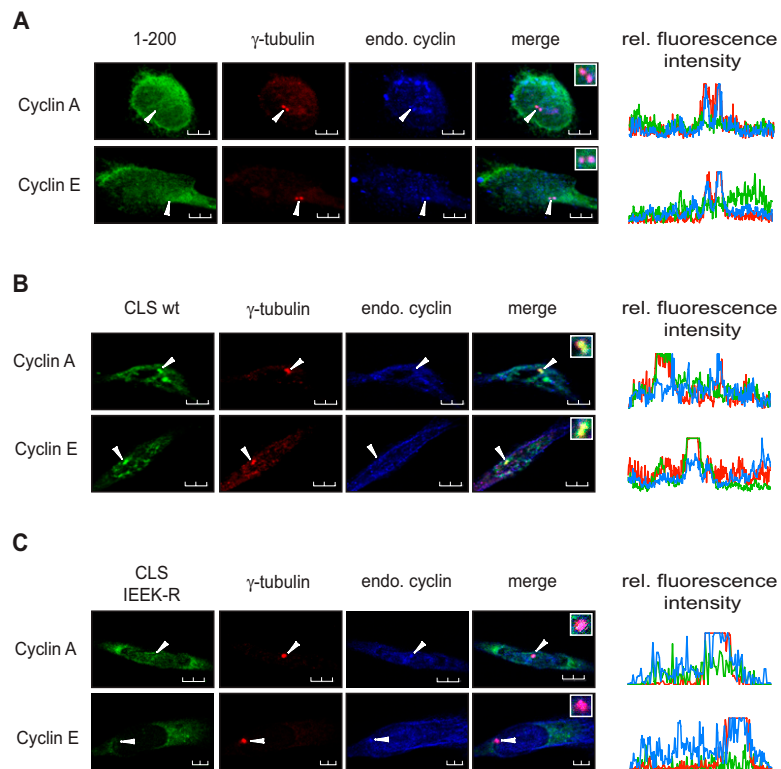 A
1-200 γ-tubulin endo. cyclin merge rel. fluorescence
intensity
Cyclin A
Cyclin E
B
CLS wt γ-tubulin endo. cyclin merge rel. fluorescence
intensity
Cyclin A
Cyclin E
C
CLS
IEEK-R γ-tubulin endo. cyclin merge rel. fluorescence
intensity
Cyclin A
Cyclin E